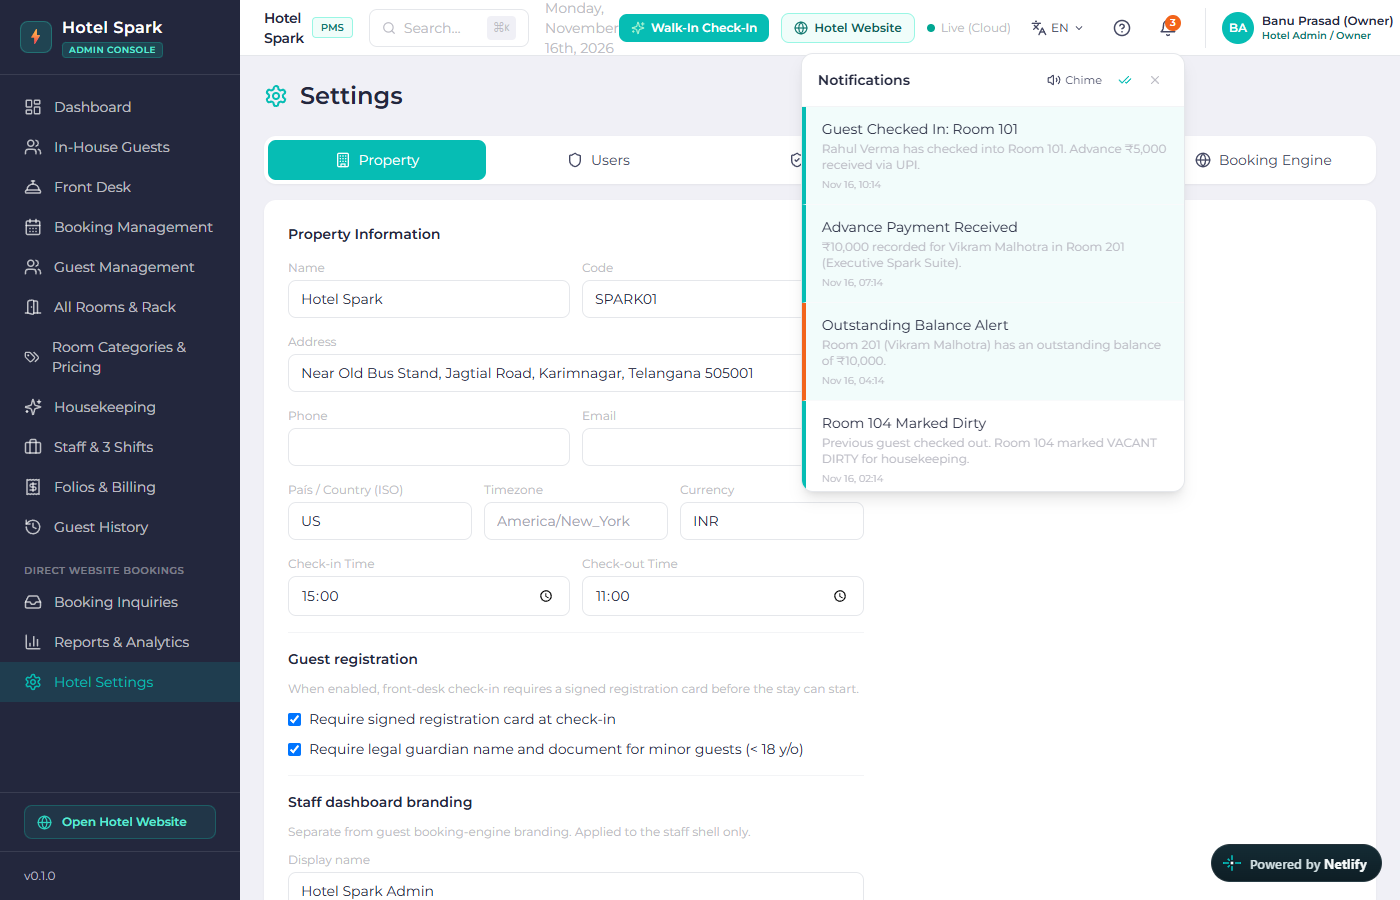 Hotel Spark
ADMIN CONSOLE
Dashboard
In-House Guests
Front Desk
Booking Management
Guest Management
All Rooms & Rack
Room Categories &
Pricing
Housekeeping
Staff & 3 Shifts
Folios & Billing
Guest History
DIRECT WEBSITE BOOKINGS
Booking Inquiries
Reports & Analytics
Hotel Settings
Open Hotel Website
v0.1.0
Hotel
Spark
PMS
Search...
⌘K
Monday,
November
16th, 2026
Walk-In Check-In
Hotel Website
Live (Cloud)
EN
3
BA
Banu Prasad (Owner)
Hotel Admin / Owner
Settings
Property
Users
Booking Engine
Notifications
Chime
Guest Checked In: Room 101
Rahul Verma has checked into Room 101. Advance ₹5,000
received via UPI.
Nov 16, 10:14
Advance Payment Received
₹10,000 recorded for Vikram Malhotra in Room 201
(Executive Spark Suite).
Nov 16, 07:14
Outstanding Balance Alert
Room 201 (Vikram Malhotra) has an outstanding balance
of ₹10,000.
Nov 16, 04:14
Room 104 Marked Dirty
Previous guest checked out. Room 104 marked VACANT
DIRTY for housekeeping.
Nov 16, 02:14
Property Information
Name
Code
Hotel Spark
SPARK01
Address
Near Old Bus Stand, Jagtial Road, Karimnagar, Telangana 505001
Phone
Email
País / Country (ISO)
Timezone
Currency
US
America/New_York
INR
Check-in Time
Check-out Time
15:00
11:00
Guest registration
When enabled, front-desk check-in requires a signed registration card before the stay can start.
Require signed registration card at check-in
Require legal guardian name and document for minor guests (< 18 y/o)
Staff dashboard branding
Separate from guest booking-engine branding. Applied to the staff shell only.
Display name
Hotel Spark Admin
Powered by Netlify